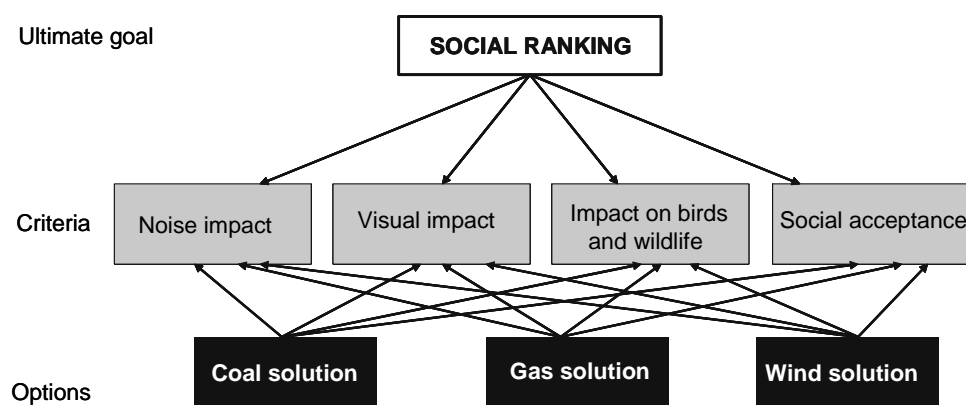 Ultimate goal
SOCIAL RANKING
Criteria
Noise impact
Visual impact
Impact on birds
and wildlife
Social acceptance
Options
Coal solution
Gas solution
Wind solution